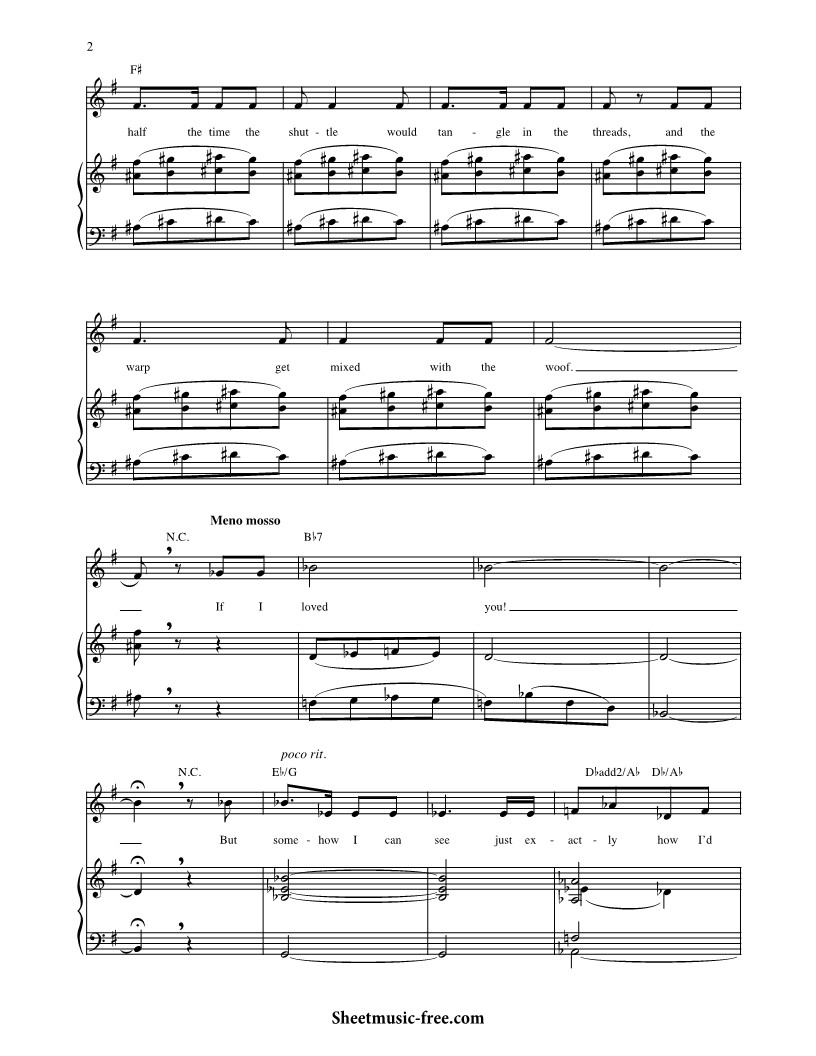 2
F♯
half the time the shut - tle would tan - gle in the threads, and the
warp get mixed with the woof.
Meno mosso
N.C. B♭7
If I loved you!
poco rit.
N.C. E♭/G D♭add2/A♭ D♭/A♭
But some - how I can see just ex - act - ly how I'd
Sheetmusic-free.com